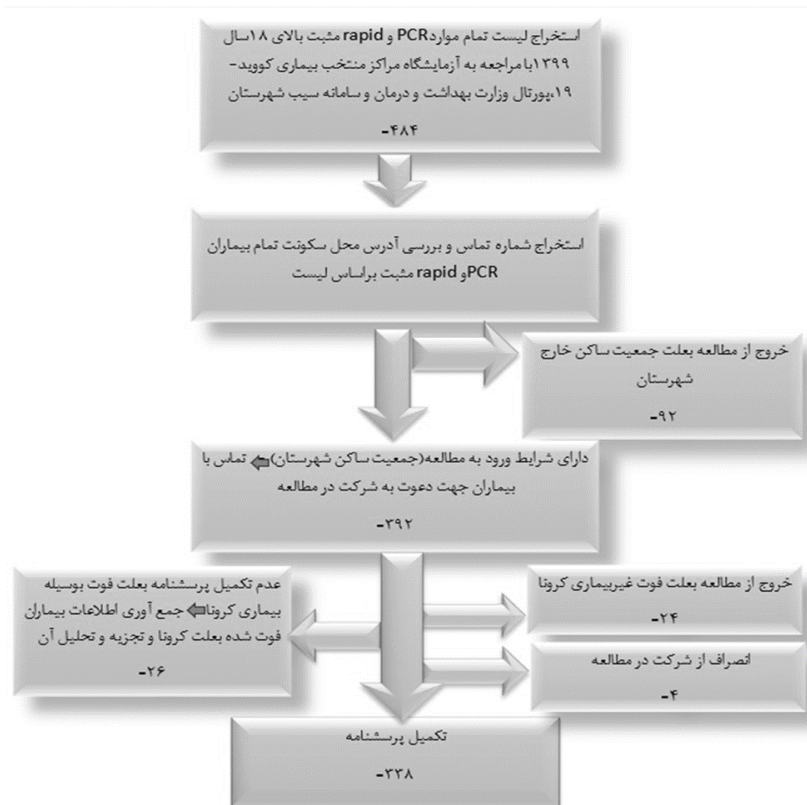 استخراج لیست تمام موارد PCR و rapid مثبت بالای ۱۸سال
۱۳۹۹با مراجعه به آزمایشگاه مراکز منتخب بیماری کووید-
۱۹،پورتال وزارت بهداشت و درمان و سامانه سیب شهرستان
-۴۸۴
استخراج شماره تماس و بررسی آدرس محل سکونت تمام بیماران
PCRو rapid مثبت براساس لیست
خروج از مطالعه بعلت جمعیت ساکن خارج
شهرستان
-۹۲
دارای شرایط ورود به مطالعه(جمعیت ساکن شهرستان) تماس با
بیماران جهت دعوت به شرکت در مطالعه
-۳۹۲
خروج از مطالعه بعلت فوت غیربیماری کرونا
-۲۴
انصراف از شرکت در مطالعه
-۴
عدم تکمیل پرسشنامه بعلت فوت بوسیله
بیماری کرونا جمع آوری اطلاعات بیماران
فوت شده بعلت کرونا و تجزیه و تحلیل آن
-۲۶
تکمیل پرسشنامه
-۳۳۸